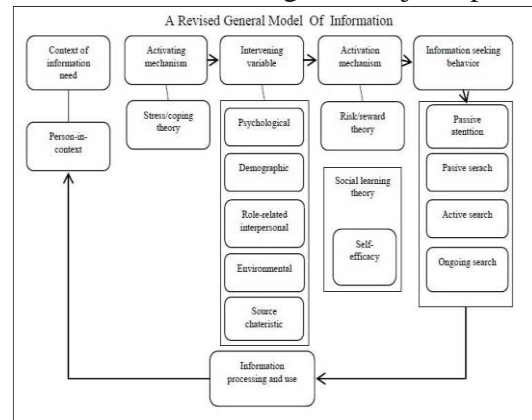 A Revised General Model Of Information
Context of
information
need
Activating
mechanism
Intervening
variable
Activation
mechanism
Information seeking
behavior
Person-in-
context
Stress/coping
theory
Psychological
Demographic
Role-related
interpersonal
Environmental
Source
chateristic
Risk/reward
theory
Social learning
theory
Self-
efficacy
Passive
atenttion
Pasive serach
Active search
Ongoing search
Information
processing and use